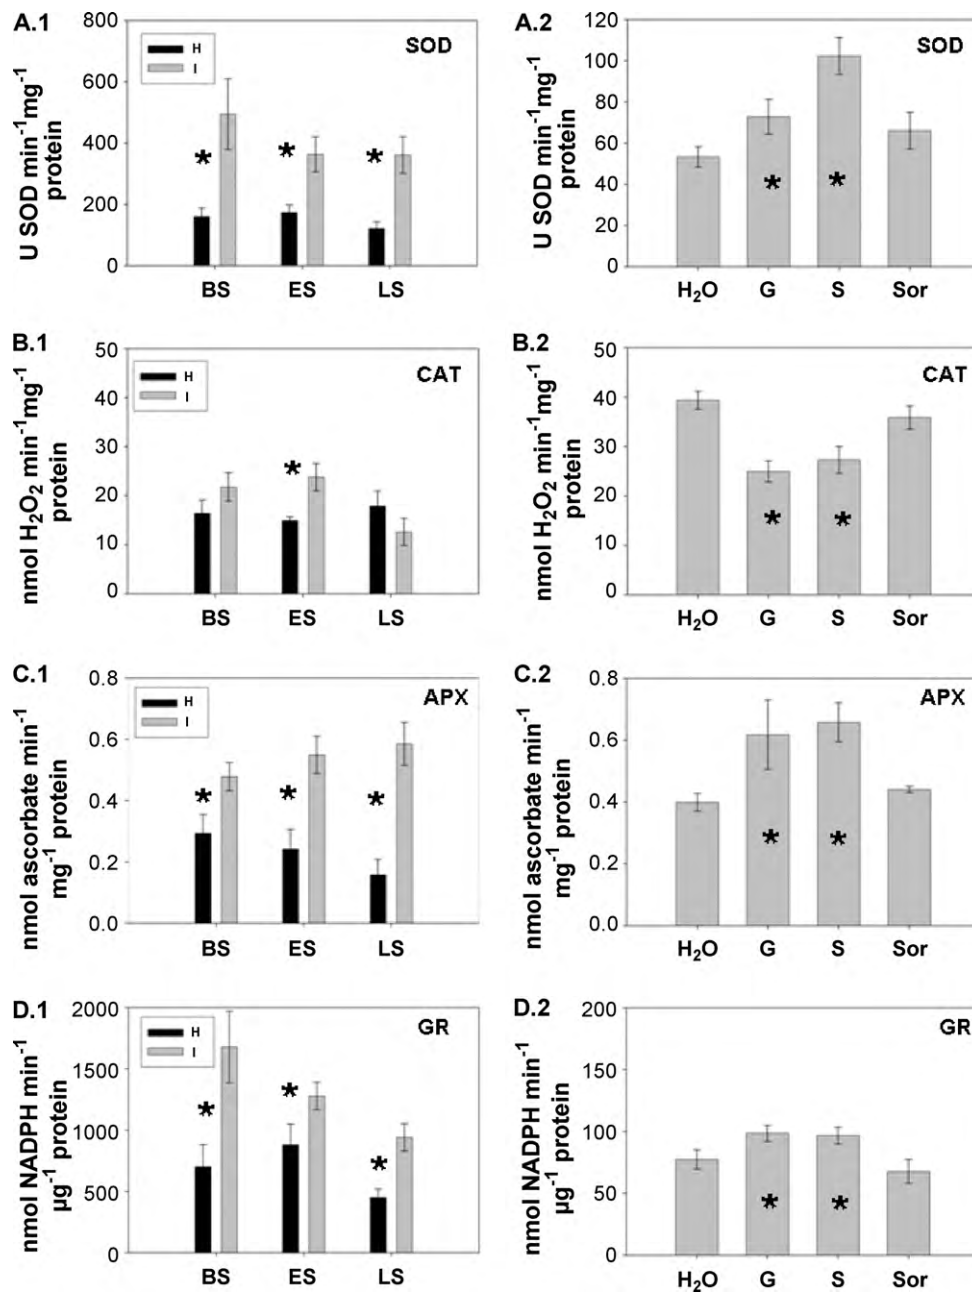 A.1
SOD
H
I
U SOD min⁻¹mg⁻¹
protein
800
600
400
200
0
*
*
*
BS ES LS
A.2
SOD
U SOD min⁻¹mg⁻¹
protein
120
100
80
60
40
20
0
*
*
H₂O G S Sor
B.1
CAT
H
I
nmol H₂O₂ min⁻¹mg⁻¹
protein
50
40
30
20
10
0
*
BS ES LS
B.2
CAT
nmol H₂O₂ min⁻¹mg⁻¹
protein
50
40
30
20
10
0
*
*
H₂O G S Sor
C.1
APX
H
I
nmol ascorbate min⁻¹
mg⁻¹ protein
0.8
0.6
0.4
0.2
0.0
*
*
*
BS ES LS
C.2
APX
nmol ascorbate min⁻¹
mg⁻¹ protein
0.8
0.6
0.4
0.2
0.0
*
*
H₂O G S Sor
D.1
GR
H
I
nmol NADPH min⁻¹
µg⁻¹ protein
2000
1500
1000
500
0
*
*
*
BS ES LS
D.2
GR
nmol NADPH min⁻¹
µg⁻¹ protein
200
150
100
50
0
*
*
H₂O G S Sor